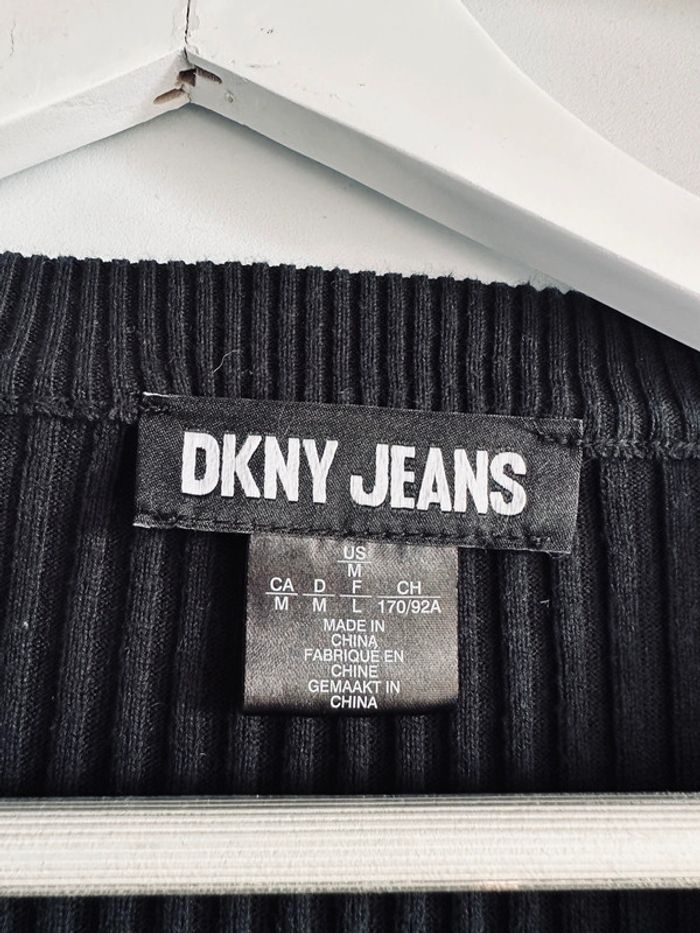 DKNY JEANS
US
M
CA D F CH
M M L 170/92A
MADE IN
CHINA
FABRIQUÉ EN
CHINE
GEMAAKT IN
CHINA